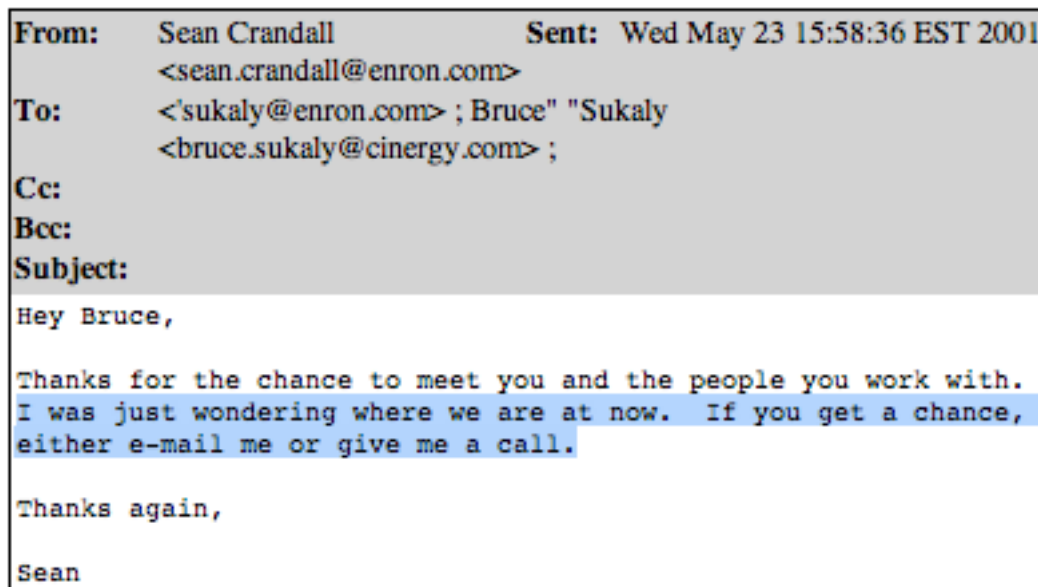 From: Sean Crandall Sent: Wed May 23 15:58:36 EST 2001
<sean.crandall@enron.com>
To: <'sukaly@enron.com> ; Bruce" "Sukaly
<bruce.sukaly@cinergy.com> ;
Cc:
Bcc:
Subject:
Hey Bruce,
Thanks for the chance to meet you and the people you work with.
I was just wondering where we are at now.  If you get a chance,
either e-mail me or give me a call.
Thanks again,
Sean